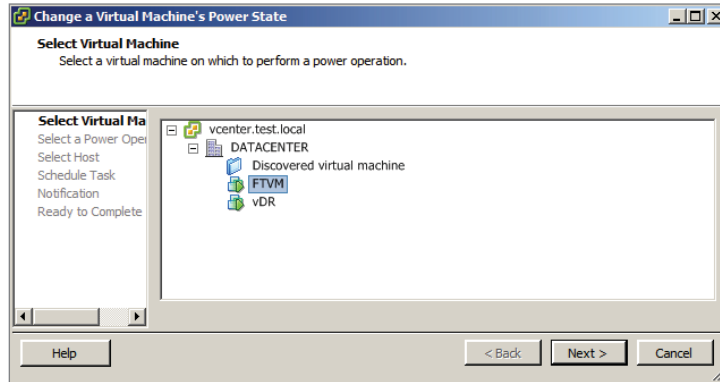 Change a Virtual Machine's Power State
Select Virtual Machine
Select a virtual machine on which to perform a power operation.
Select Virtual Ma
Select a Power Oper
Select Host
Schedule Task
Notification
Ready to Complete
vcenter.test.local
DATACENTER
Discovered virtual machine
FTVM
vDR
Help
< Back
Next >
Cancel